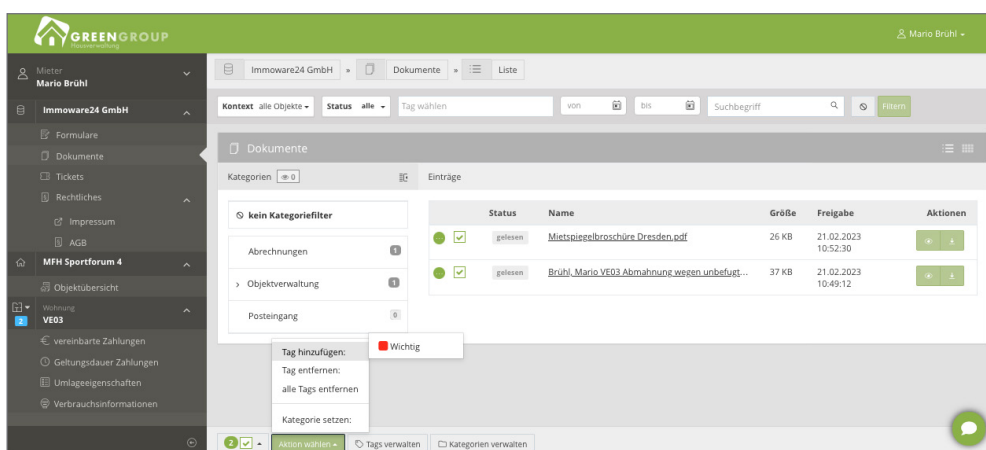 GREENGROUP
Hausverwaltung
Mario Brühl
Mieter
Mario Brühl
Immoware24 GmbH
Formulare
Dokumente
Tickets
Rechtliches
Impressum
AGB
MFH Sportforum 4
Objektübersicht
Wohnung
VE03
2
vereinbarte Zahlungen
Geltungsdauer Zahlungen
Umlageeigenschaften
Verbrauchsinformationen
Immoware24 GmbH » Dokumente » Liste
Kontext alle Objekte Status alle Tag wählen von bis Suchbegriff Filtern
Dokumente
Kategorien 0 Einträge
kein Kategoriefilter
Abrechnungen 1
Objektverwaltung 1
Posteingang 0
Status Name Größe Freigabe Aktionen
gelesen Mietspiegelbroschüre Dresden.pdf 26 KB 21.02.2023
10:52:30
gelesen Brühl, Mario VE03 Abmahnung wegen unbefugt... 37 KB 21.02.2023
10:49:12
Tag hinzufügen: Wichtig
Tag entfernen:
alle Tags entfernen
Kategorie setzen:
2 Aktion wählen Tags verwalten Kategorien verwalten